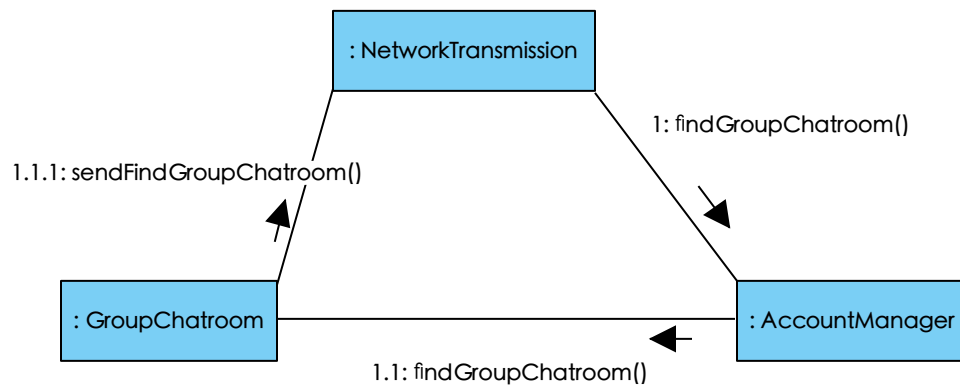 : NetworkTransmission
1: findGroupChatroom()
1.1.1: sendFindGroupChatroom()
: GroupChatroom
: AccountManager
1.1: findGroupChatroom()